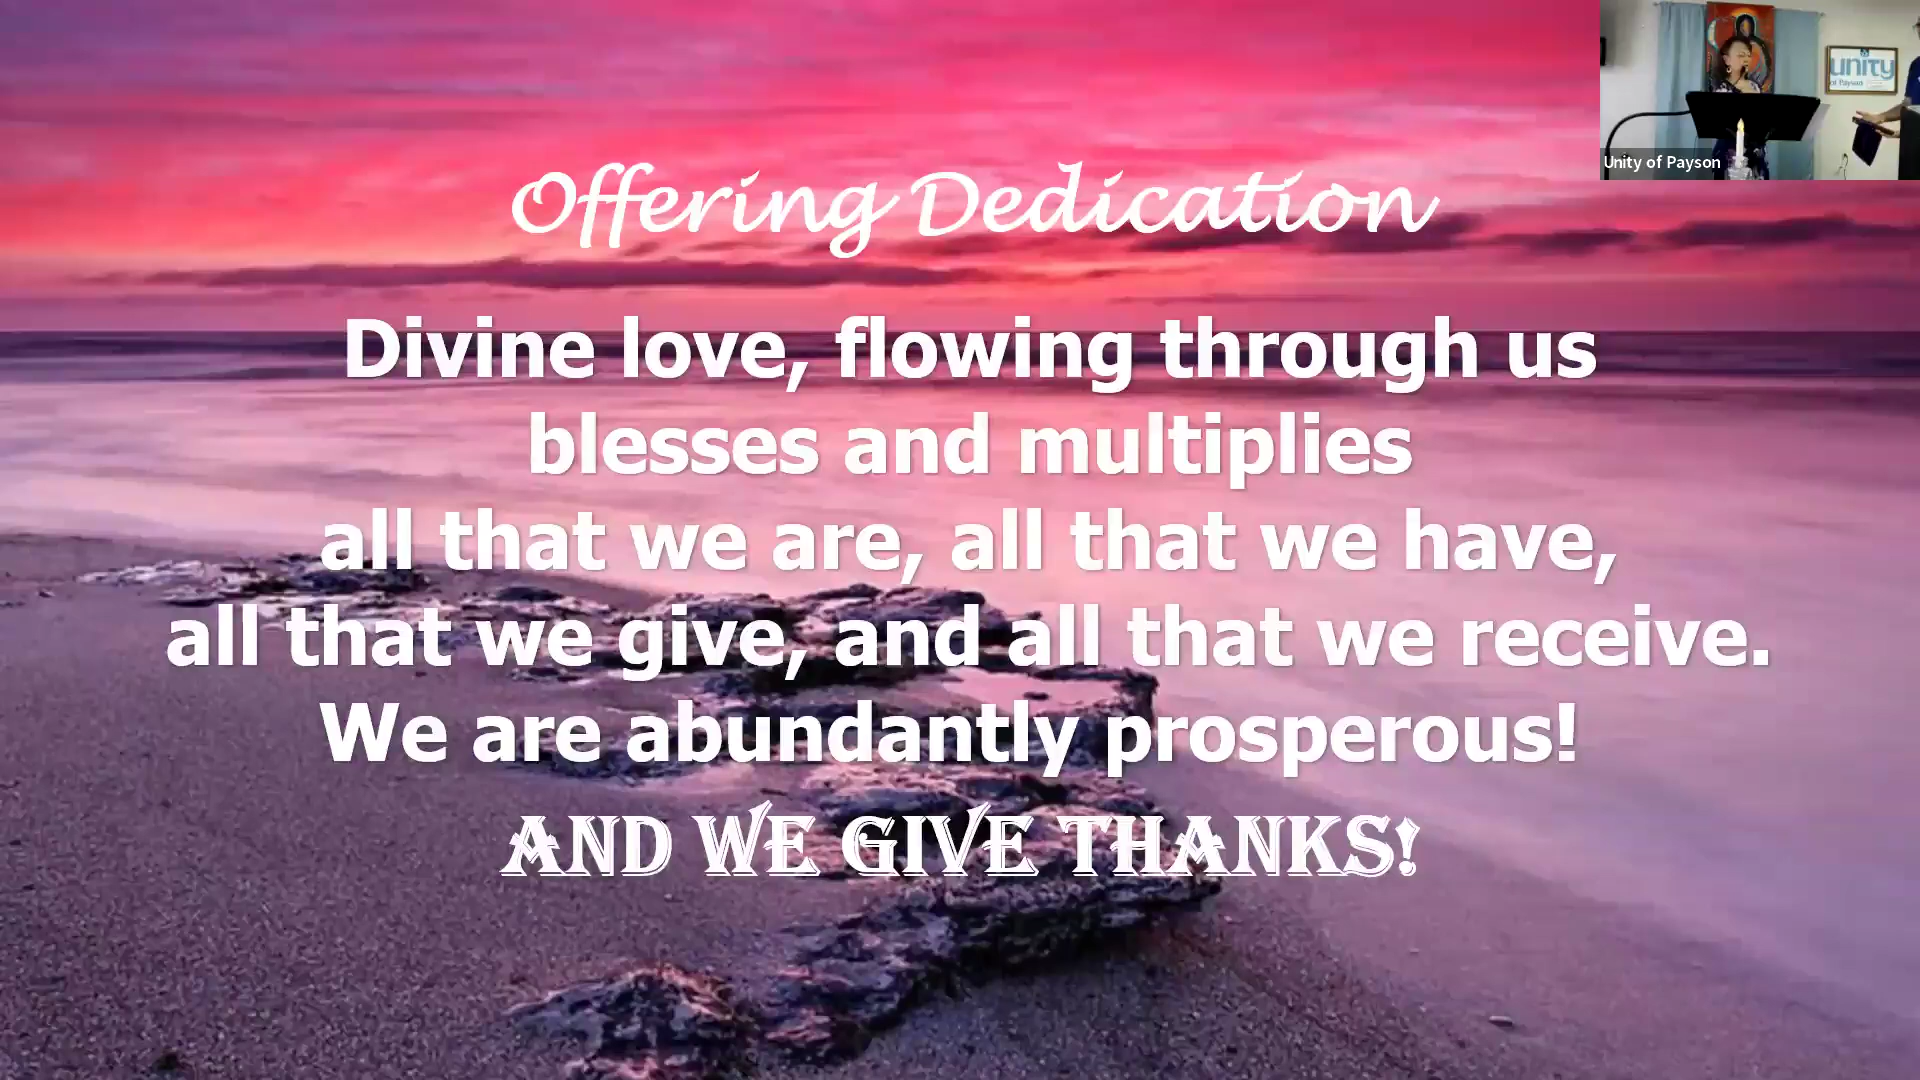 unity
of Payson
Unity of Payson
Offering Dedication
Divine love, flowing through us
blesses and multiplies
all that we are, all that we have,
all that we give, and all that we receive.
We are abundantly prosperous!
AND WE GIVE THANKS!